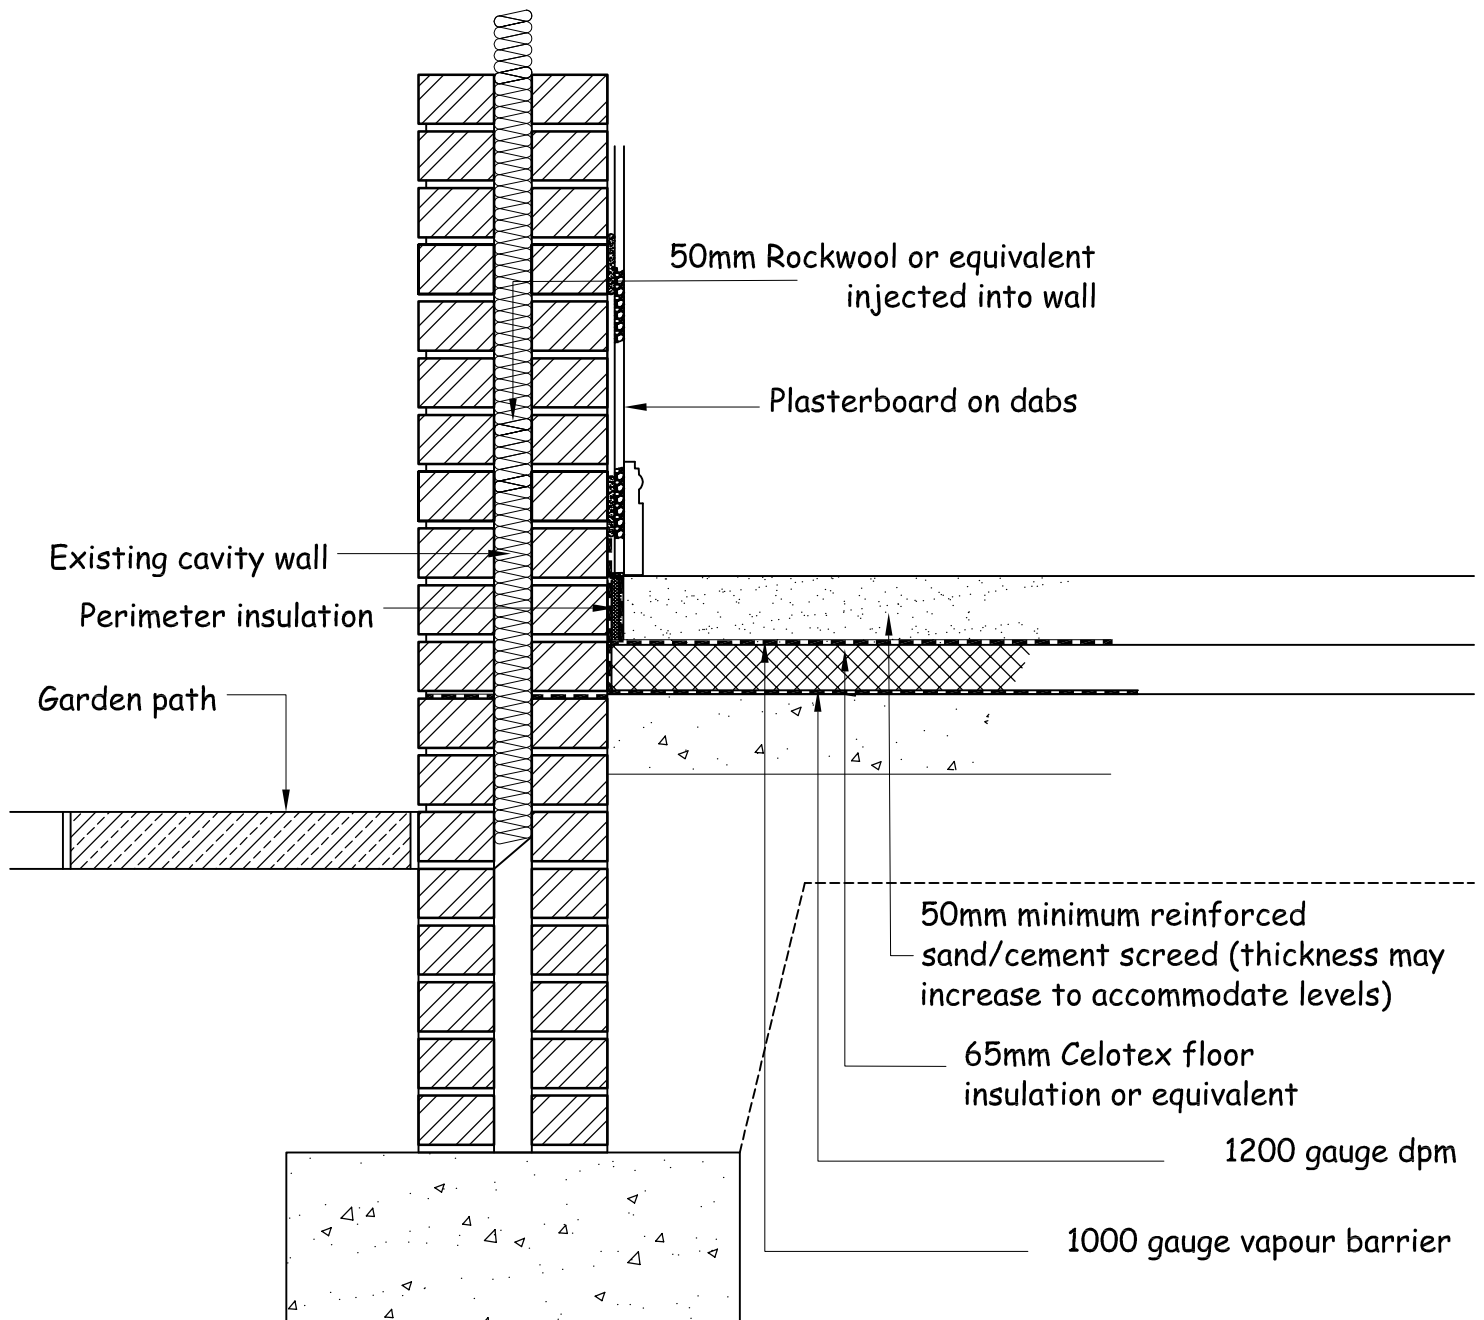 50mm Rockwool or equivalent
injected into wall
Plasterboard on dabs
Existing cavity wall
Perimeter insulation
Garden path
50mm minimum reinforced
sand/cement screed (thickness may
increase to accommodate levels)
65mm Celotex floor
insulation or equivalent
1200 gauge dpm
1000 gauge vapour barrier